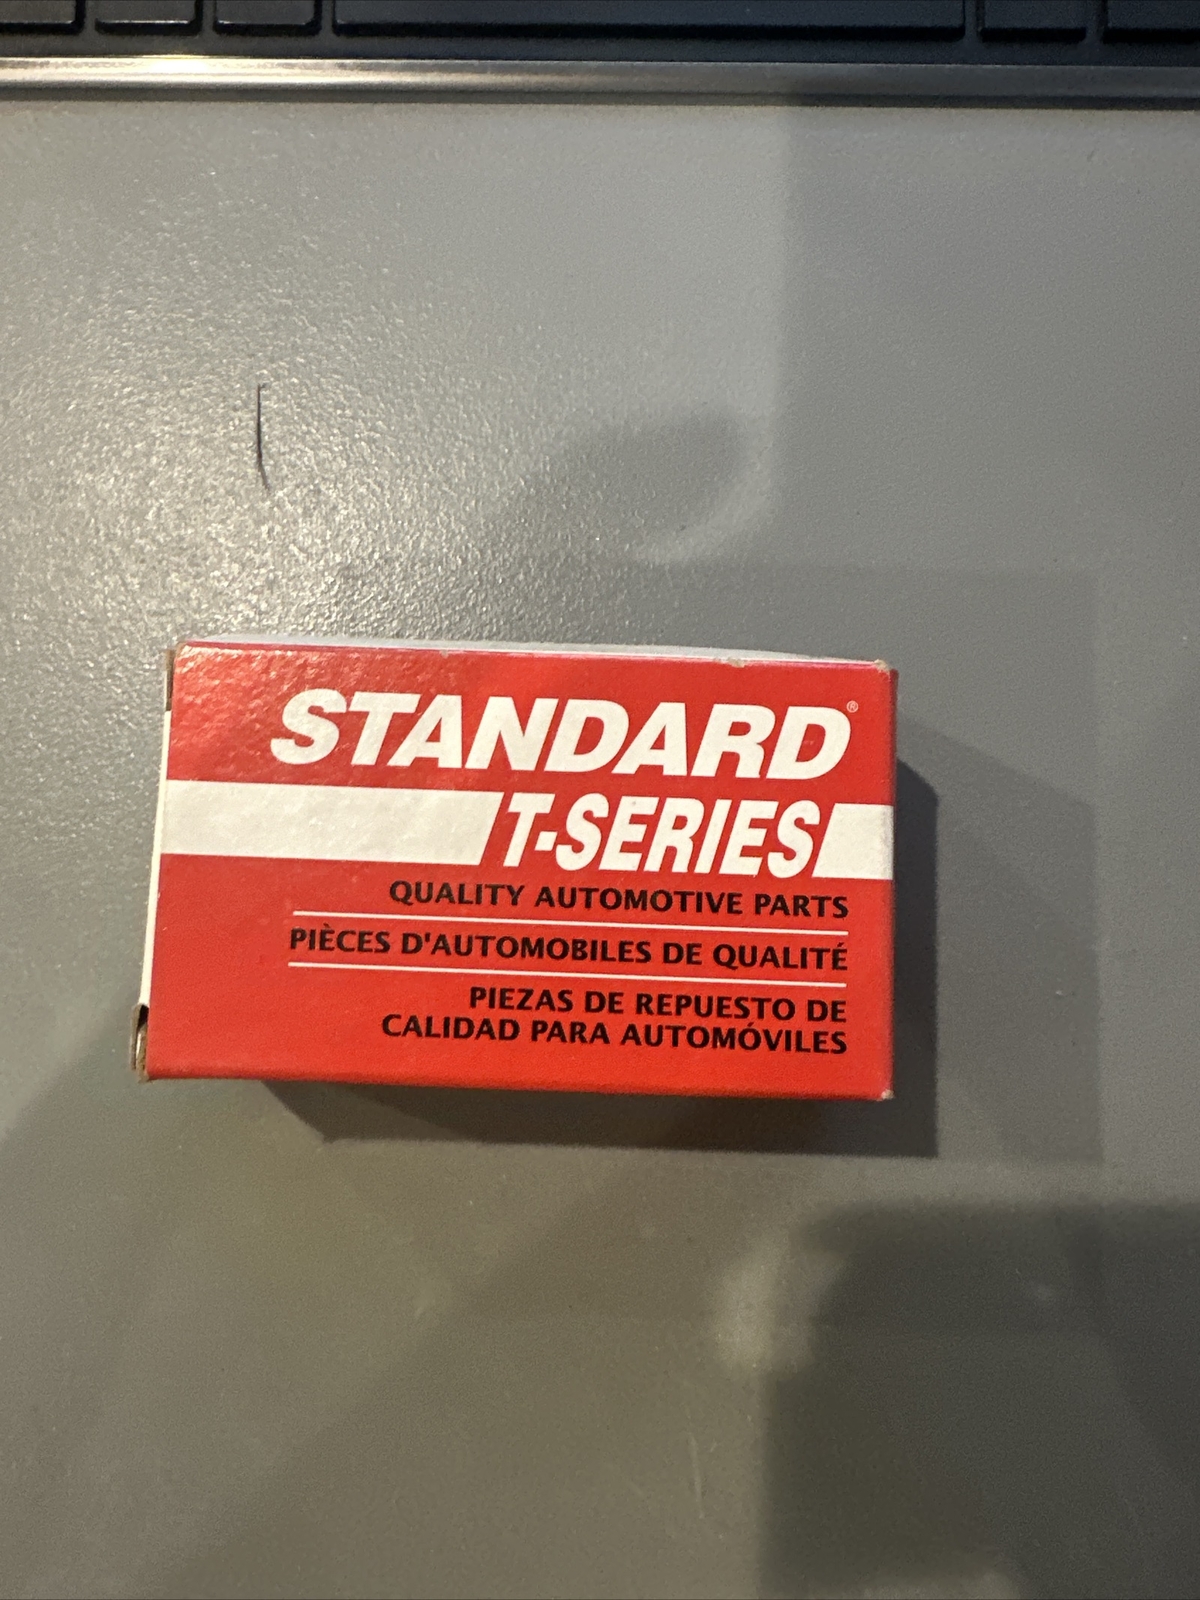 STANDARD®
T-SERIES
QUALITY AUTOMOTIVE PARTS
PIÈCES D'AUTOMOBILES DE QUALITÉ
PIEZAS DE REPUESTO DE
CALIDAD PARA AUTOMÓVILES